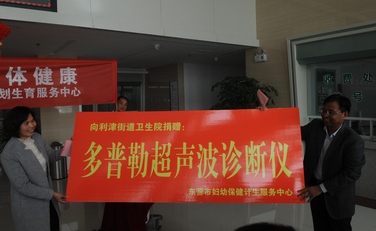 体健康
划生育服务中心
向利津街道卫生院捐赠:
多普勒超声波诊断仪
东营市妇幼保健计生服务中心